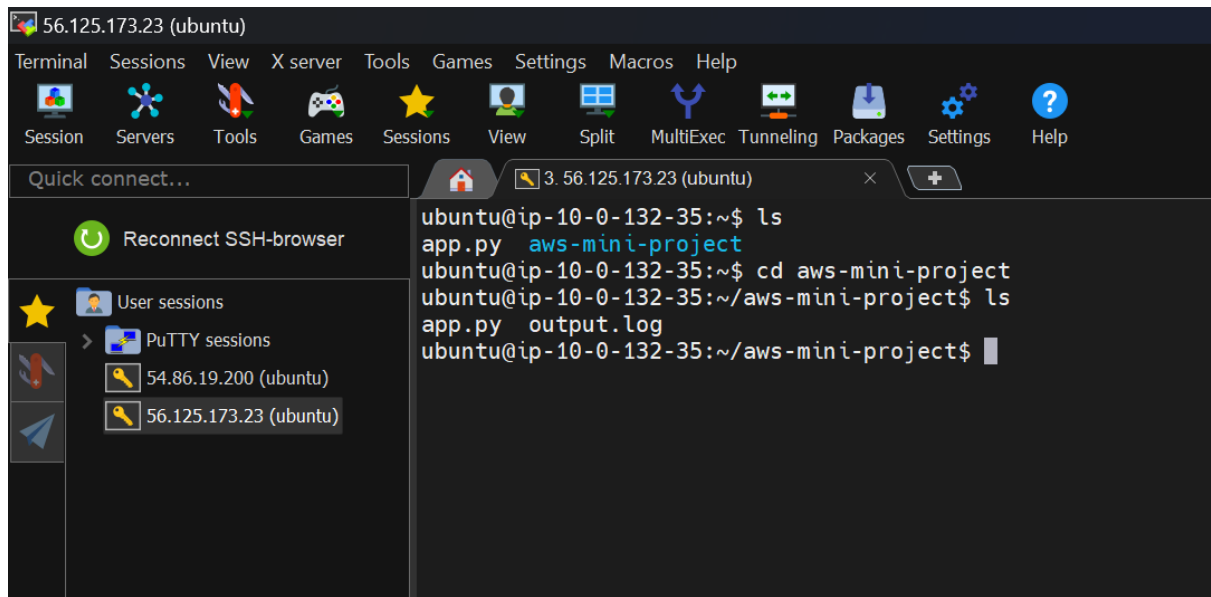 56.125.173.23 (ubuntu)
Terminal Sessions View X server Tools Games Settings Macros Help
Session Servers Tools Games Sessions View Split MultiExec Tunneling Packages Settings Help
Quick connect...
3. 56.125.173.23 (ubuntu)
Reconnect SSH-browser
User sessions
PuTTY sessions
54.86.19.200 (ubuntu)
56.125.173.23 (ubuntu)
ubuntu@ip-10-0-132-35:~$ ls
app.py aws-mini-project
ubuntu@ip-10-0-132-35:~$ cd aws-mini-project
ubuntu@ip-10-0-132-35:~/aws-mini-project$ ls
app.py output.log
ubuntu@ip-10-0-132-35:~/aws-mini-project$